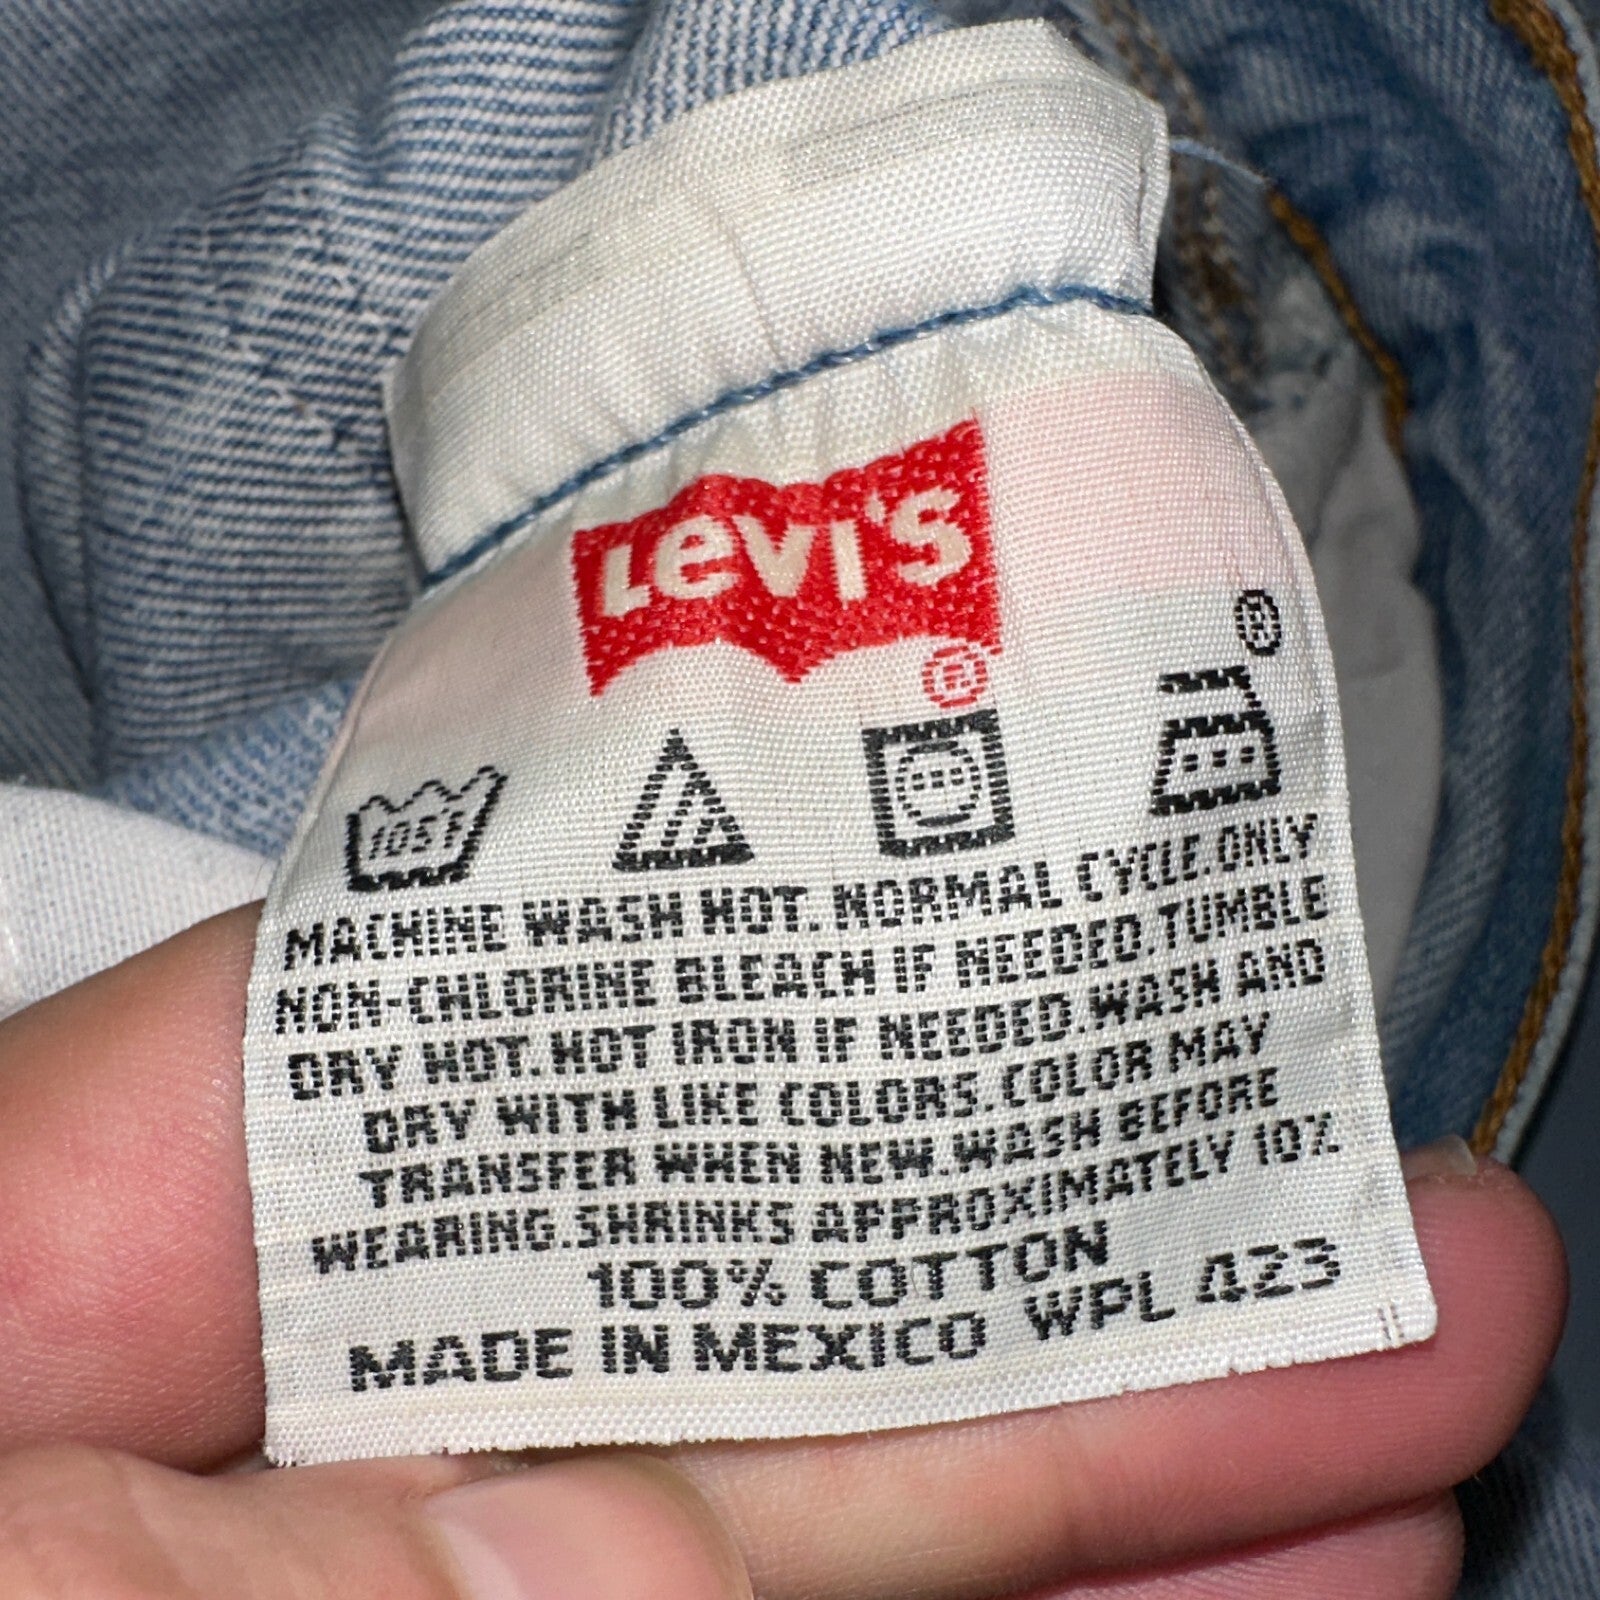 LEVI'S
®
®
105F
MACHINE WASH HOT. NORMAL CYCLE.ONLY
NON-CHLORINE BLEACH IF NEEDED.TUMBLE
DRY HOT.HOT IRON IF NEEDED.WASH AND
DRY WITH LIKE COLORS.COLOR MAY
TRANSFER WHEN NEW.WASH BEFORE
WEARING.SHRINKS APPROXIMATELY 10%
100% COTTON
MADE IN MEXICO WPL 423